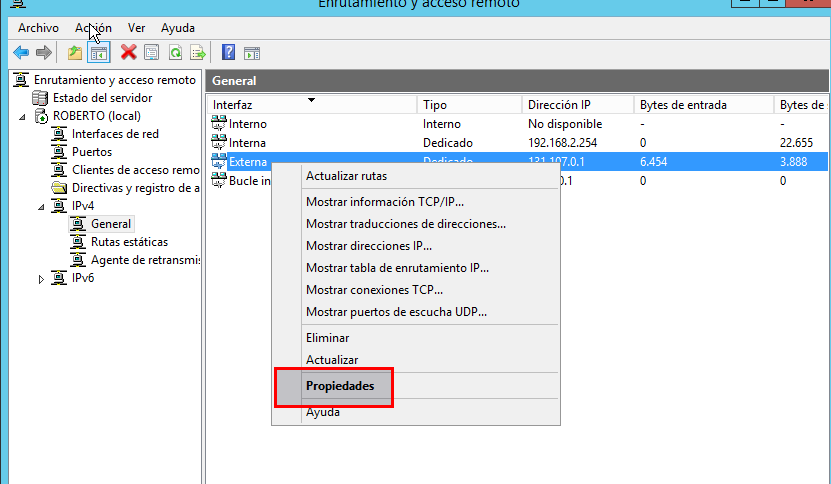 Enrutamiento y acceso remoto
Archivo Acción Ver Ayuda
Enrutamiento y acceso remoto
Estado del servidor
ROBERTO (local)
Interfaces de red
Puertos
Clientes de acceso remo
Directivas y registro de a
IPv4
General
Rutas estáticas
Agente de retransmi
IPv6
General
Interfaz Tipo Dirección IP Bytes de entrada Bytes de
Interno Interno No disponible - -
Interna Dedicado 192.168.2.254 0 22.655
Externa Dedicado 131.107.0.1 6.454 3.888
Bucle in 0.1 0 0
Actualizar rutas
Mostrar información TCP/IP...
Mostrar traducciones de direcciones...
Mostrar direcciones IP...
Mostrar tabla de enrutamiento IP...
Mostrar conexiones TCP...
Mostrar puertos de escucha UDP...
Eliminar
Actualizar
Propiedades
Ayuda